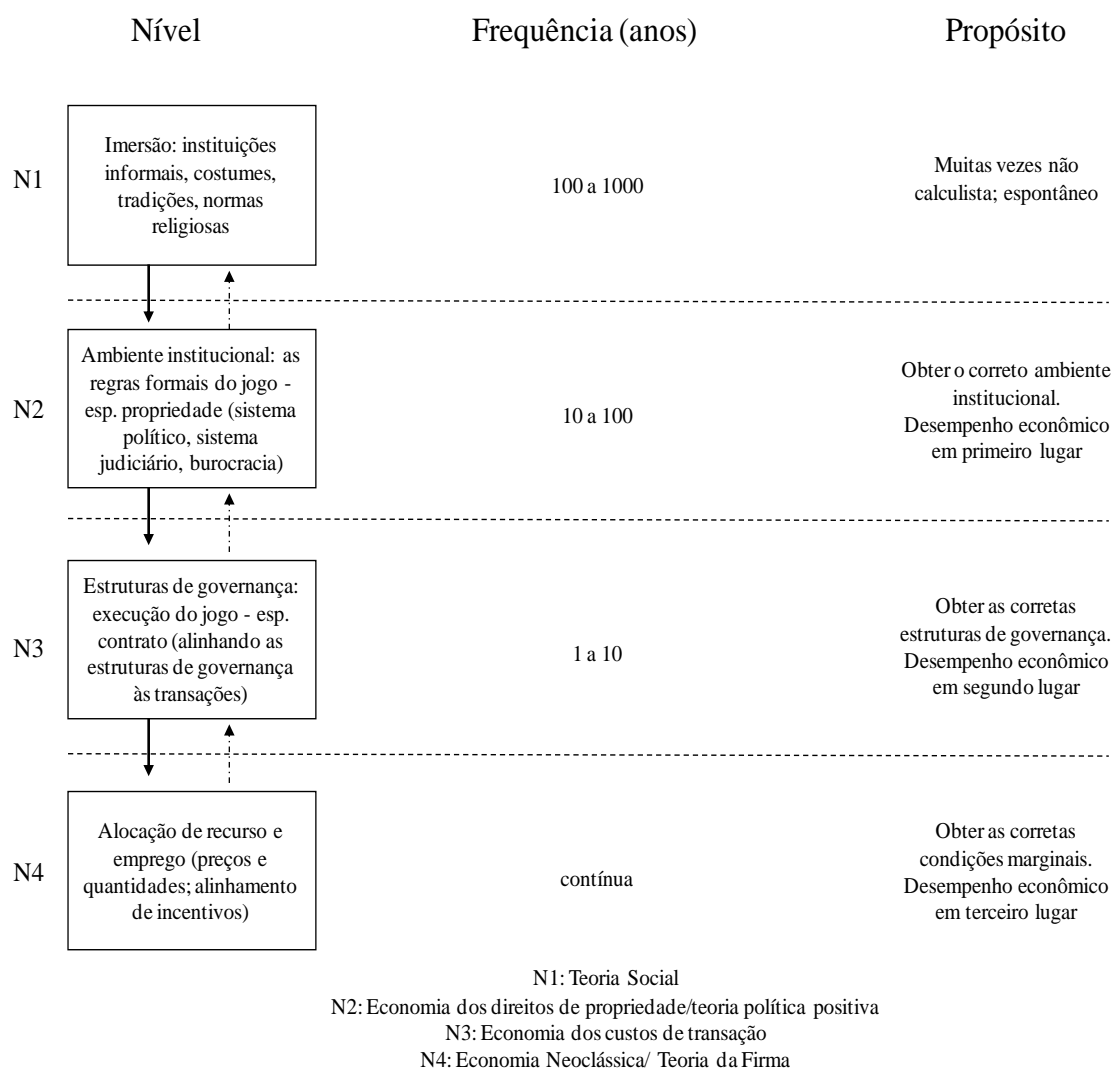 Nível
Frequência (anos)
Propósito
N1
Imersão: instituições
informais, costumes,
tradições, normas
religiosas
100 a 1000
Muitas vezes não
calculista; espontâneo
N2
Ambiente institucional: as
regras formais do jogo -
esp. propriedade (sistema
político, sistema
judiciário, burocracia)
10 a 100
Obter o correto ambiente
institucional.
Desempenho econômico
em primeiro lugar
N3
Estruturas de governança:
execução do jogo - esp.
contrato (alinhando as
estruturas de governança
às transações)
1 a 10
Obter as corretas
estruturas de governança.
Desempenho econômico
em segundo lugar
N4
Alocação de recurso e
emprego (preços e
quantidades; alinhamento
de incentivos)
contínua
Obter as corretas
condições marginais.
Desempenho econômico
em terceiro lugar
N1: Teoria Social
N2: Economia dos direitos de propriedade/teoria política positiva
N3: Economia dos custos de transação
N4: Economia Neoclássica/ Teoria da Firma